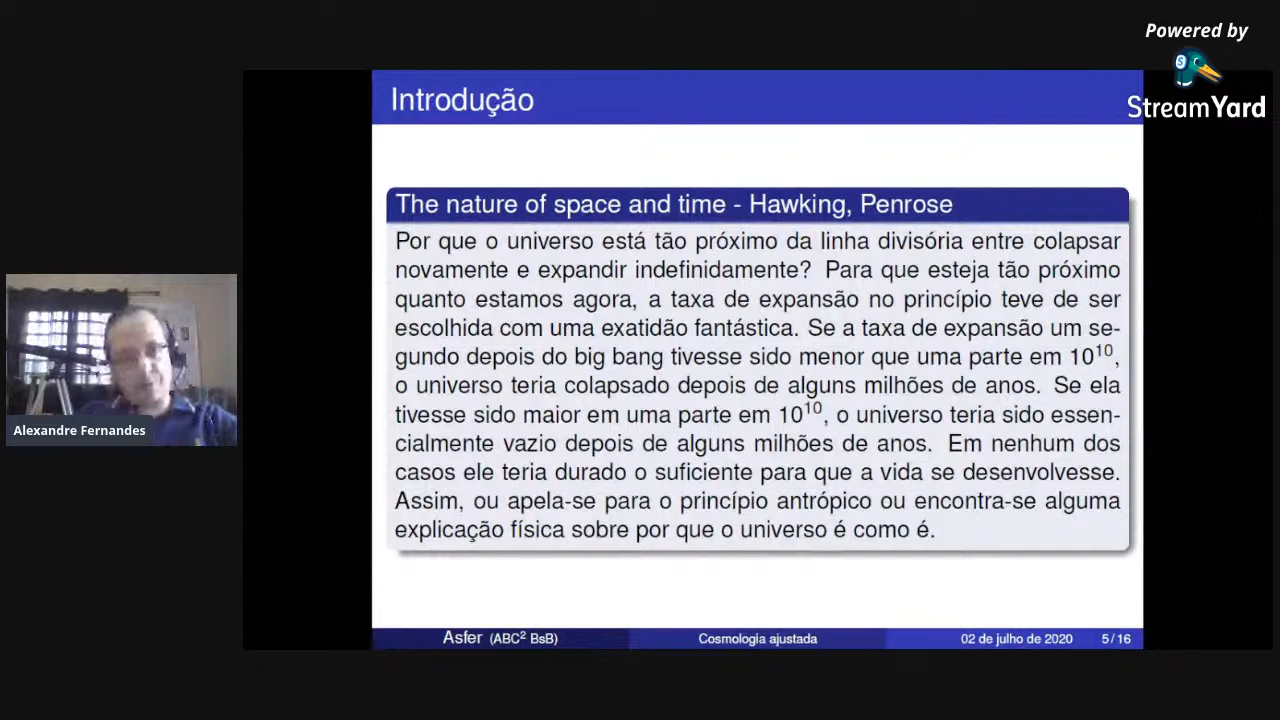 Powered by
StreamYard
Introdução
The nature of space and time - Hawking, Penrose
Por que o universo está tão próximo da linha divisória entre colapsar
novamente e expandir indefinidamente? Para que esteja tão próximo
quanto estamos agora, a taxa de expansão no princípio teve de ser
escolhida com uma exatidão fantástica. Se a taxa de expansão um se-
gundo depois do big bang tivesse sido menor que uma parte em 10¹⁰,
o universo teria colapsado depois de alguns milhões de anos. Se ela
tivesse sido maior em uma parte em 10¹⁰, o universo teria sido essen-
cialmente vazio depois de alguns milhões de anos. Em nenhum dos
casos ele teria durado o suficiente para que a vida se desenvolvesse.
Assim, ou apela-se para o princípio antrópico ou encontra-se alguma
explicação física sobre por que o universo é como é.
Alexandre Fernandes
Asfer (ABC² BsB) Cosmologia ajustada 02 de julho de 2020 5/16